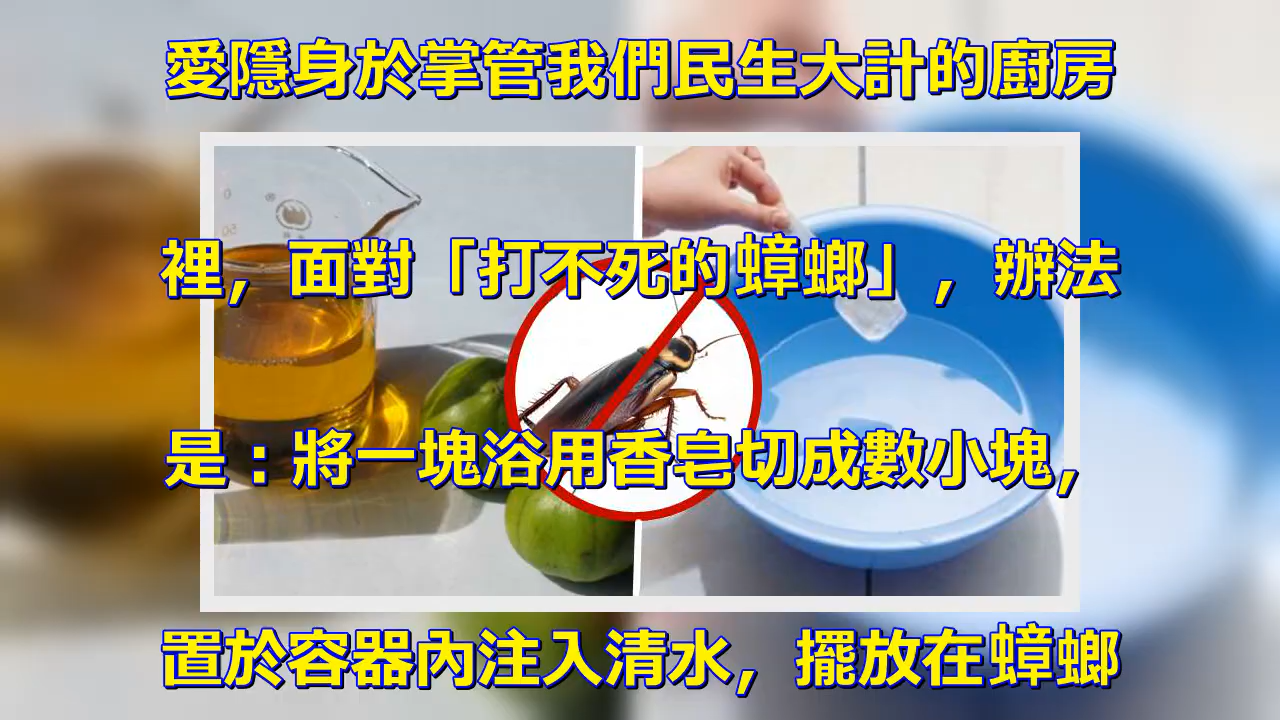 愛隱身於掌管我們民生大計的廚房
裡，面對「打不死的蟑螂」，辦法
是：將一塊浴用香皂切成數小塊，
置於容器內注入清水，擺放在蟑螂